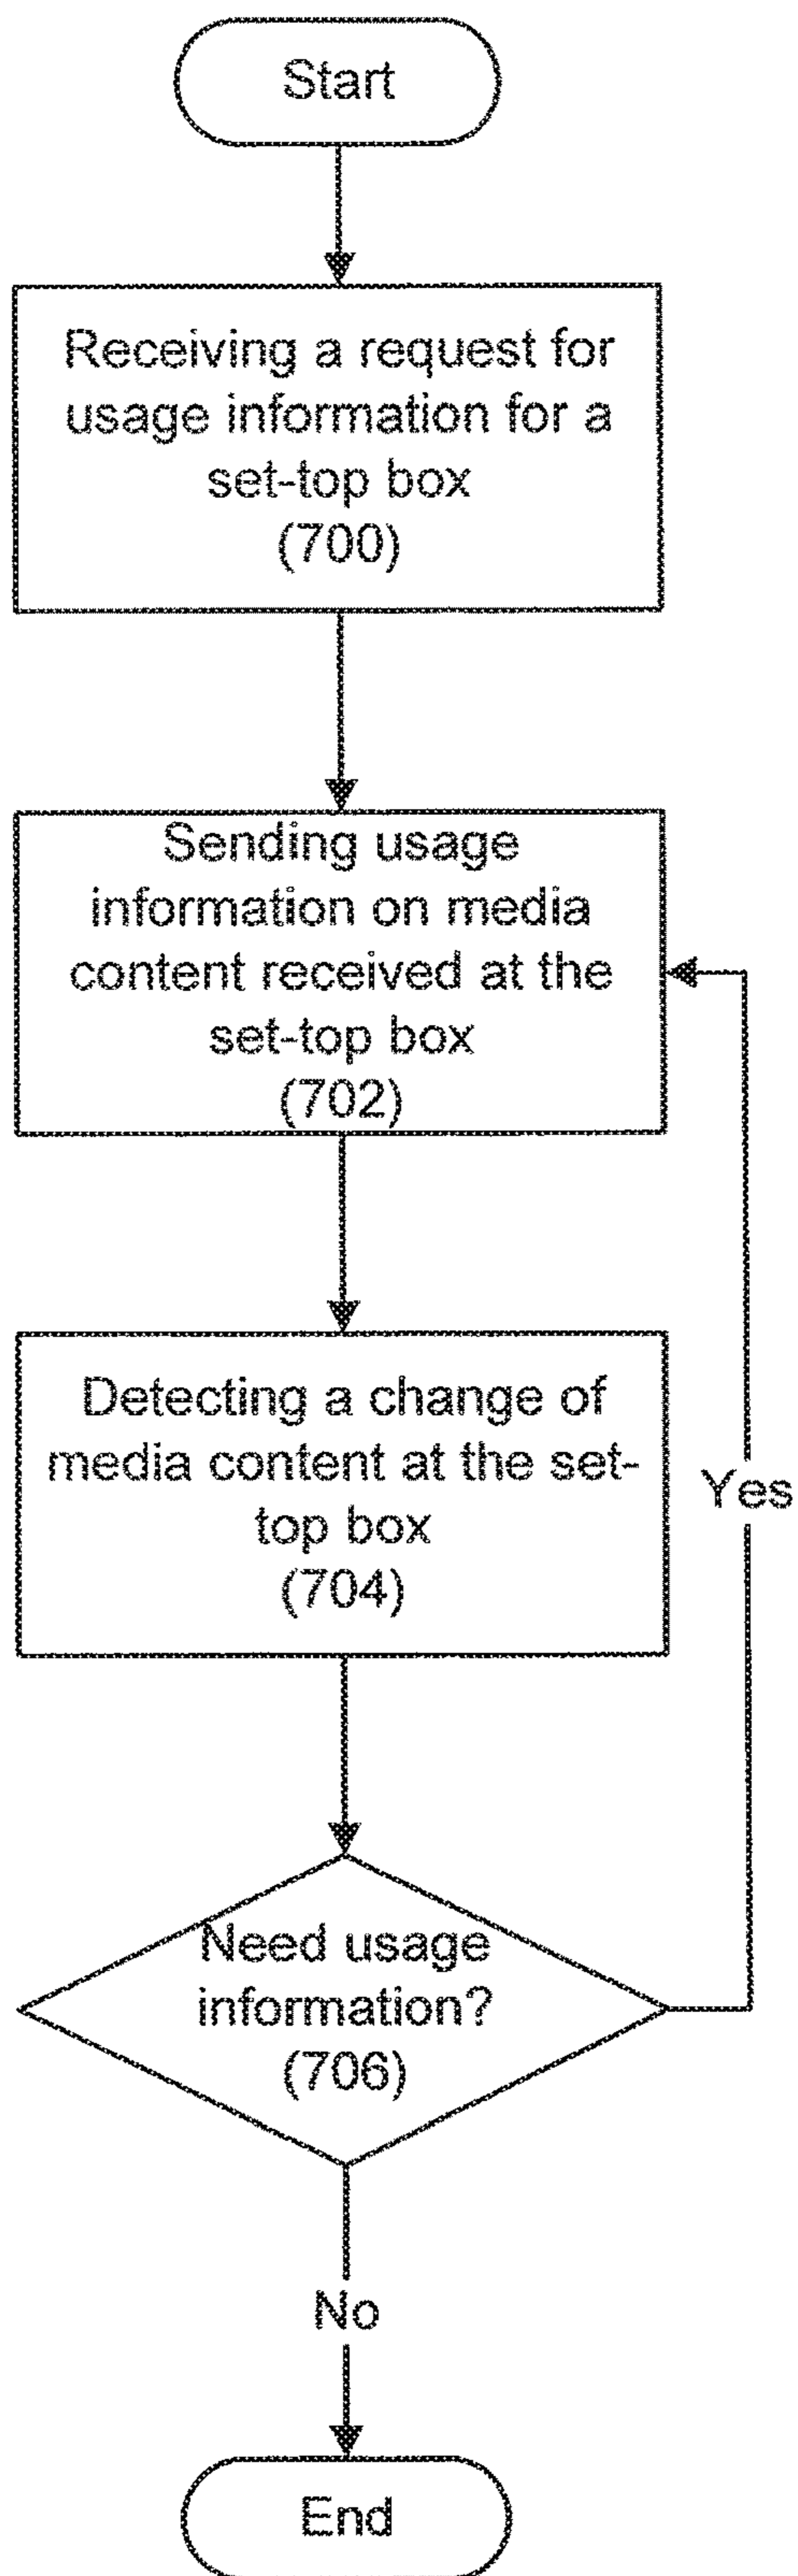 Start
Receiving a request for
usage information for a
set-top box
(700)
Sending usage
information on media
content received at the
set-top box
(702)
Detecting a change of
media content at the set-
top box
(704)
Yes
Need usage
information?
(706)
No
End